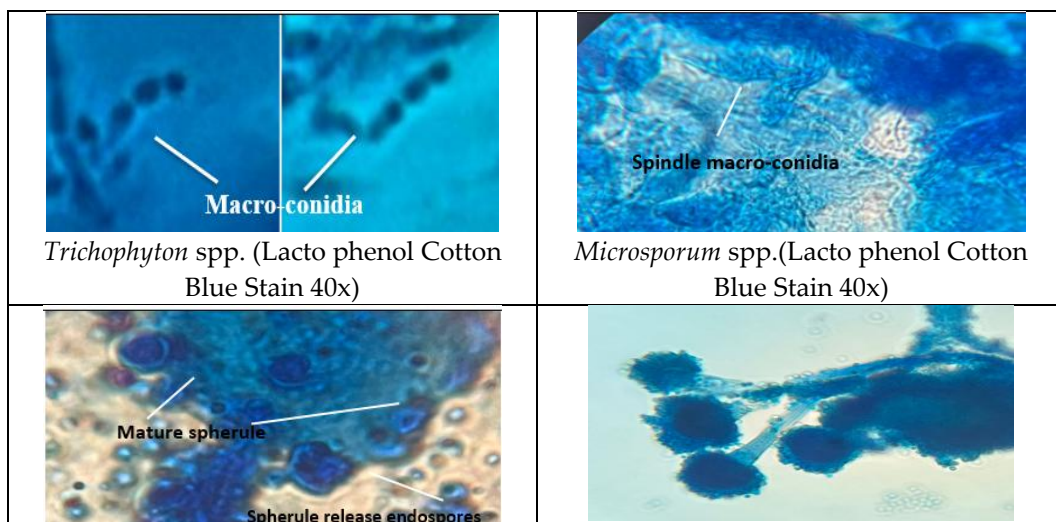 Macro-conidia
Spindle macro-conidia
Trichophyton spp. (Lacto phenol Cotton
Blue Stain 40x)
Microsporum spp.(Lacto phenol Cotton
Blue Stain 40x)
Mature spherule
Spherule release endospores